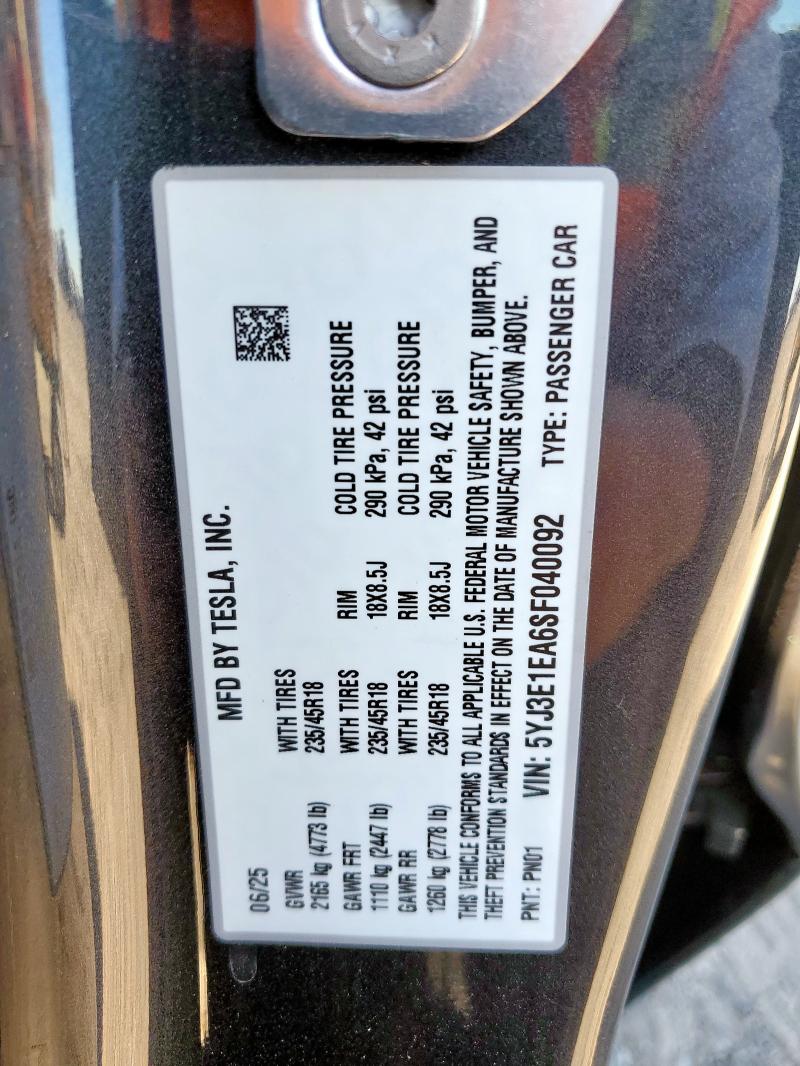 MFD BY TESLA, INC.
06/25
GVWR WITH TIRES
2165 kg (4773 lb) 235/45R18
GAWR FRT WITH TIRES RIM COLD TIRE PRESSURE
1110 kg (2447 lb) 235/45R18 18X8.5J 290 kPa, 42 psi
GAWR RR WITH TIRES RIM COLD TIRE PRESSURE
1260 kg (2778 lb) 235/45R18 18X8.5J 290 kPa, 42 psi
THIS VEHICLE CONFORMS TO ALL APPLICABLE U.S. FEDERAL MOTOR VEHICLE SAFETY, BUMPER, AND
THEFT PREVENTION STANDARDS IN EFFECT ON THE DATE OF MANUFACTURE SHOWN ABOVE.
PNT: PN01 VIN: 5YJ3E1EA6SF040092 TYPE: PASSENGER CAR